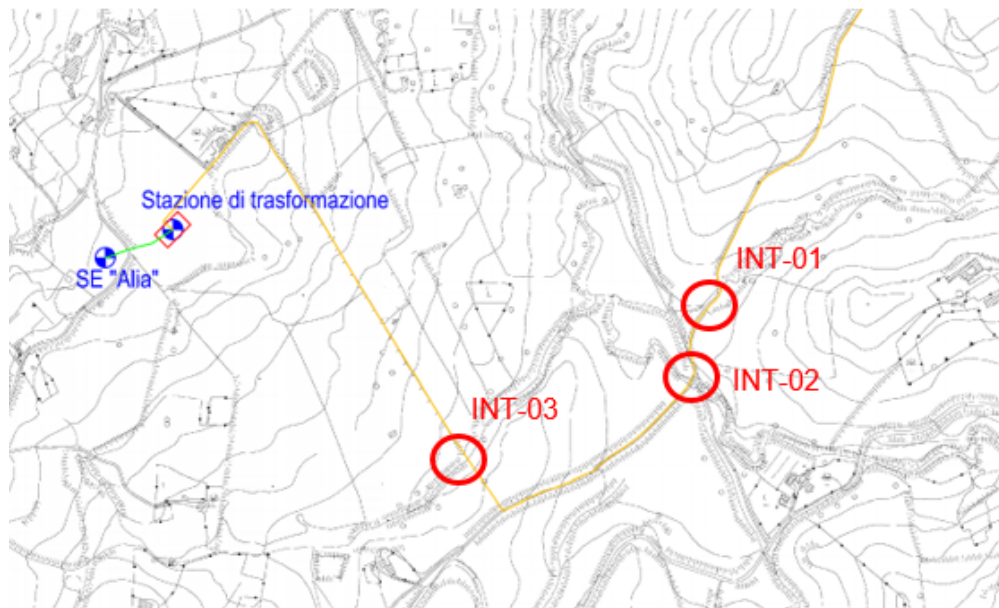 Stazione di trasformazione
SE "Alia"
INT-01
INT-02
INT-03